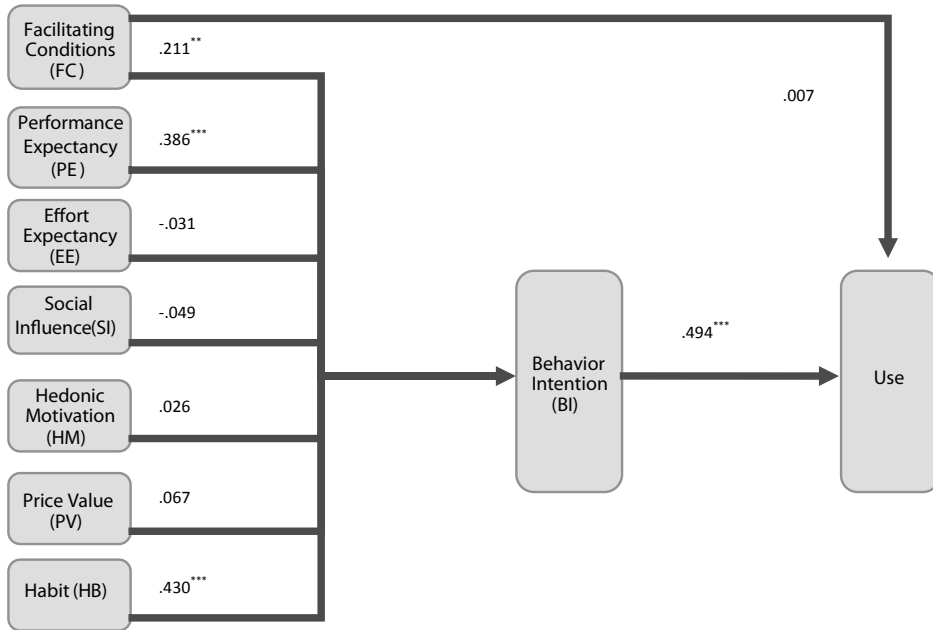 Facilitating
Conditions
(FC)
.211**
.007
Performance
Expectancy
(PE)
.386***
Effort
Expectancy
(EE)
-.031
Social
Influence(SI)
-.049
Hedonic
Motivation
(HM)
.026
Price Value
(PV)
.067
Habit (HB)
.430***
Behavior
Intention
(BI)
.494***
Use